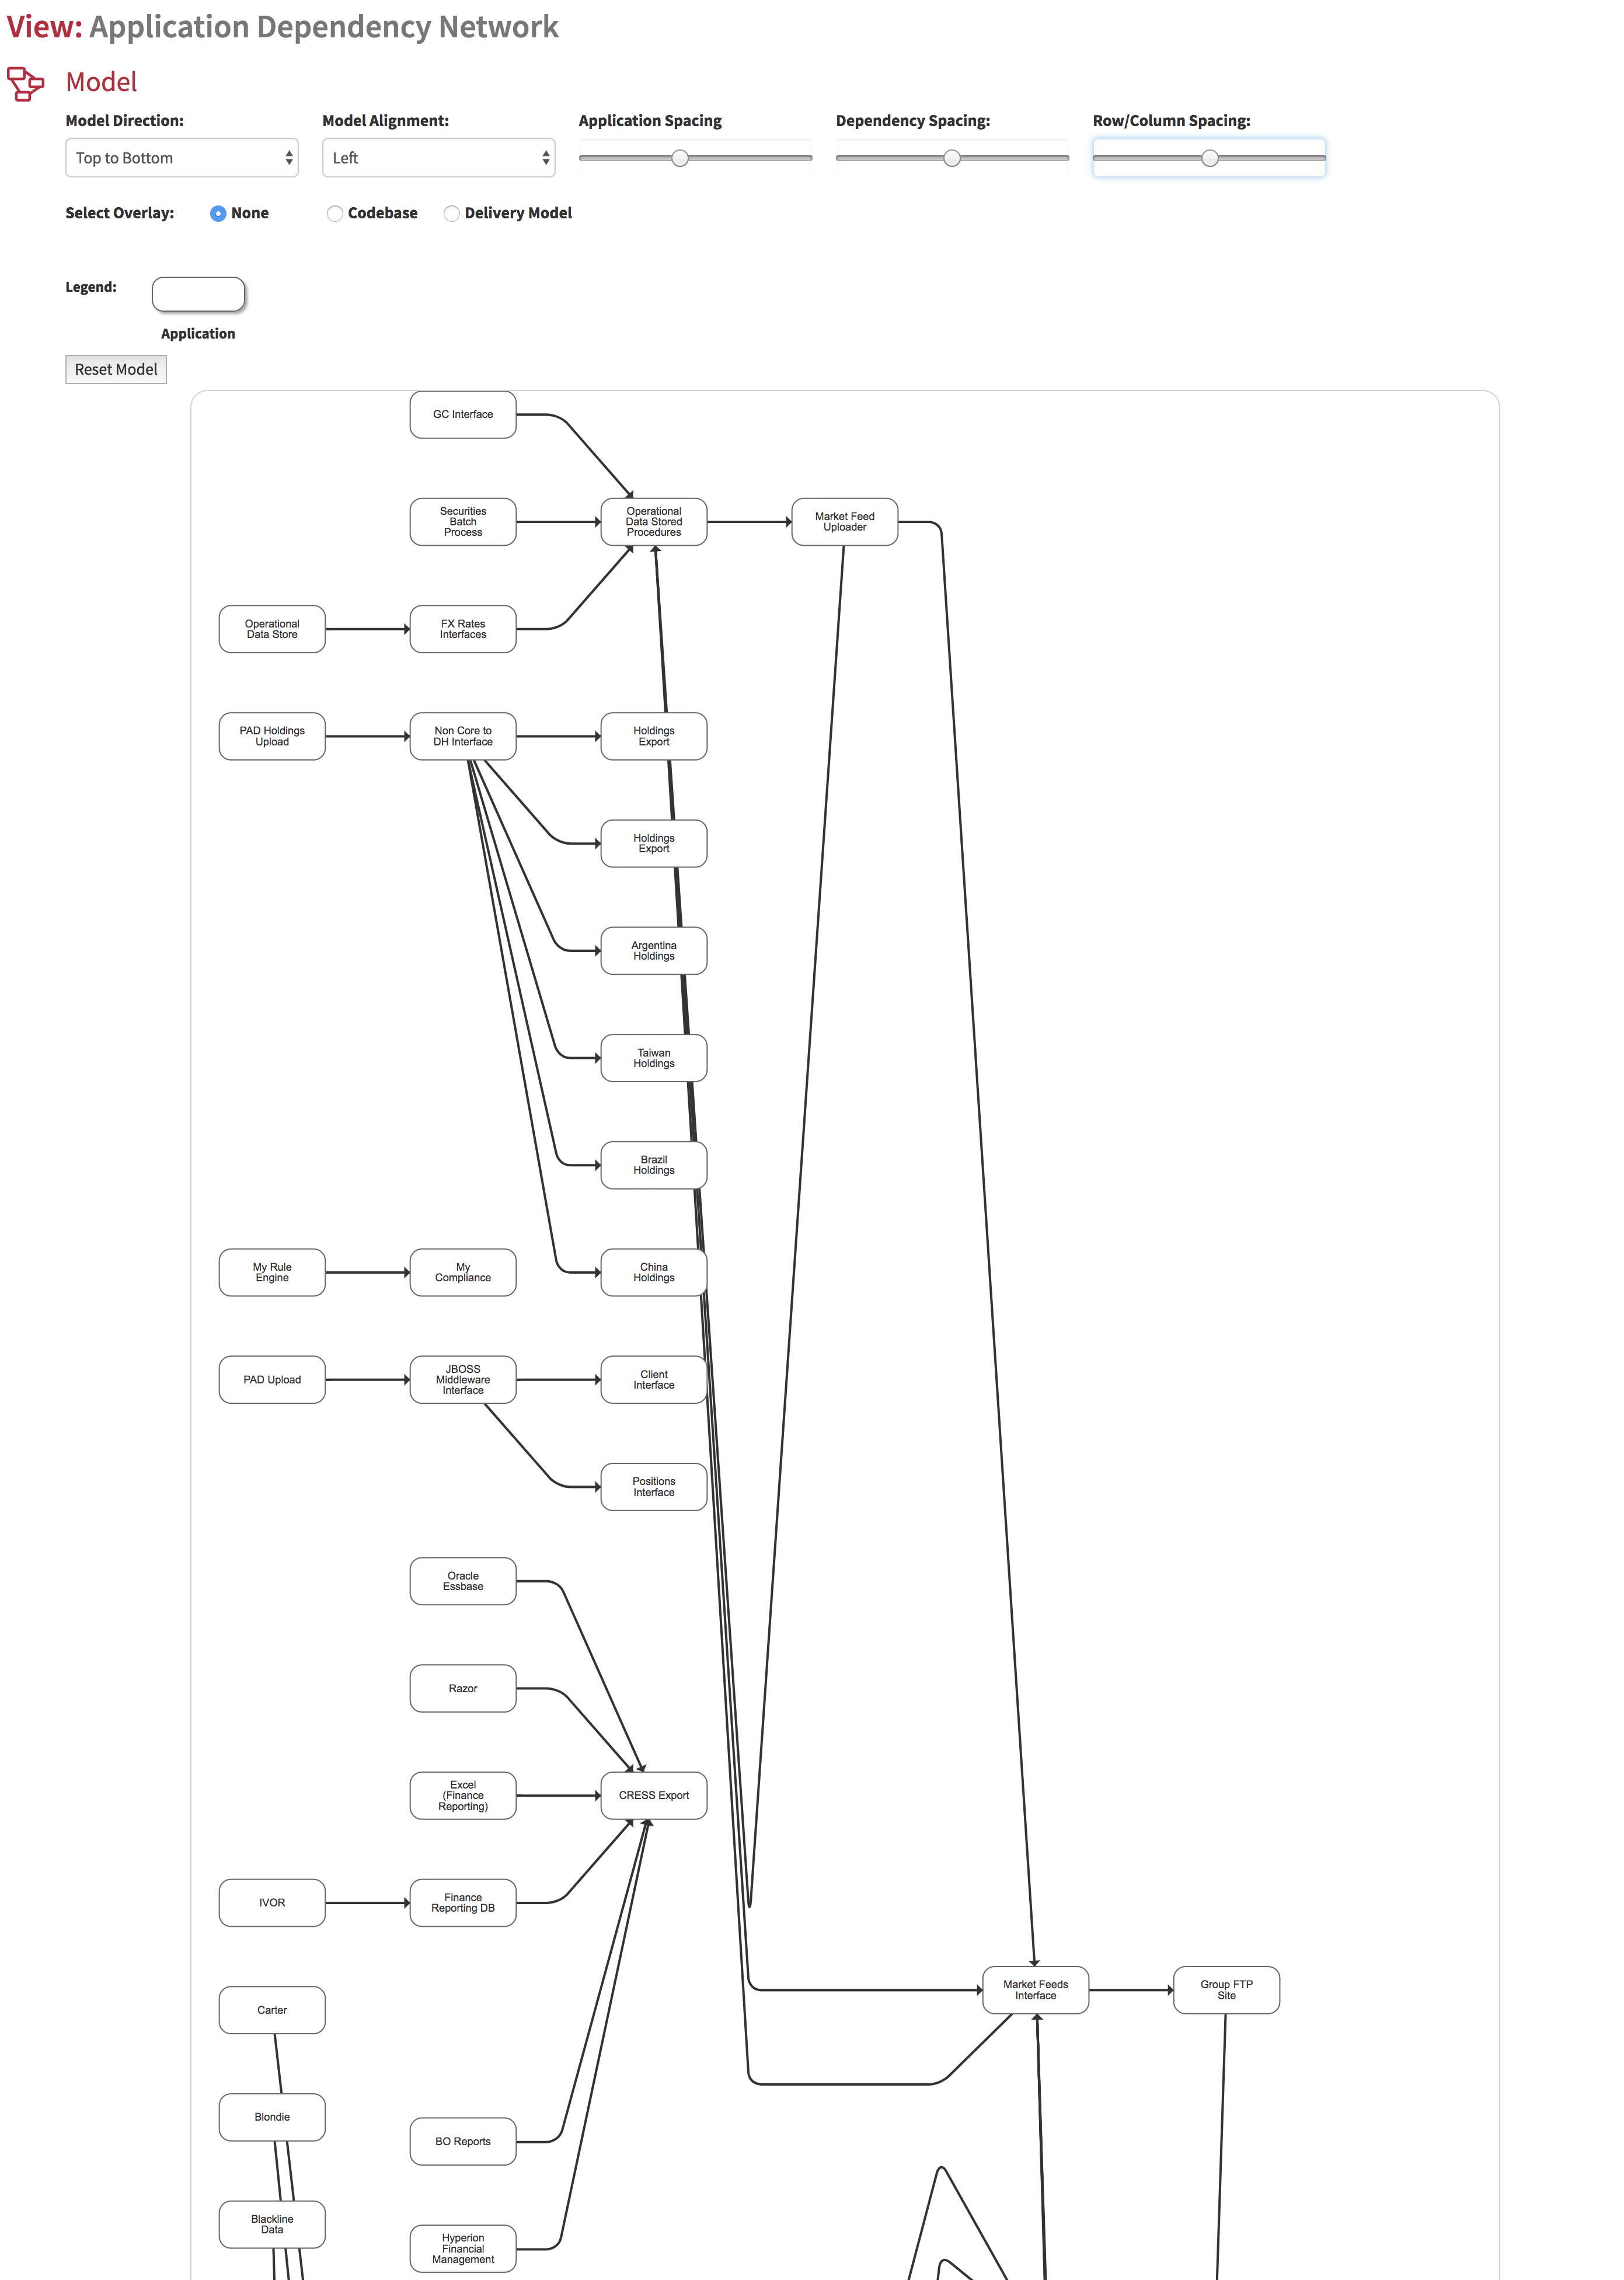 View: Application Dependency Network
Model
Model Direction:
Model Alignment:
Application Spacing
Dependency Spacing:
Row/Column Spacing:
Top to Bottom
Left
Select Overlay:
None
Codebase
Delivery Model
Legend:
Application
Reset Model
GC Interface
Securities
Batch
Process
Operational
Data Stored
Procedures
Market Feed
Uploader
Operational
Data Store
FX Rates
Interfaces
PAD Holdings
Upload
Non Core to
DH Interface
Holdings
Export
Holdings
Export
Argentina
Holdings
Taiwan
Holdings
Brazil
Holdings
My Rule
Engine
My
Compliance
China
Holdings
PAD Upload
JBOSS
Middleware
Interface
Client
Interface
Positions
Interface
Oracle
Essbase
Razor
Excel
(Finance
Reporting)
CRESS Export
IVOR
Finance
Reporting DB
Market Feeds
Interface
Group FTP
Site
Carter
Blondie
BO Reports
Blackline
Data
Hyperion
Financial
Management